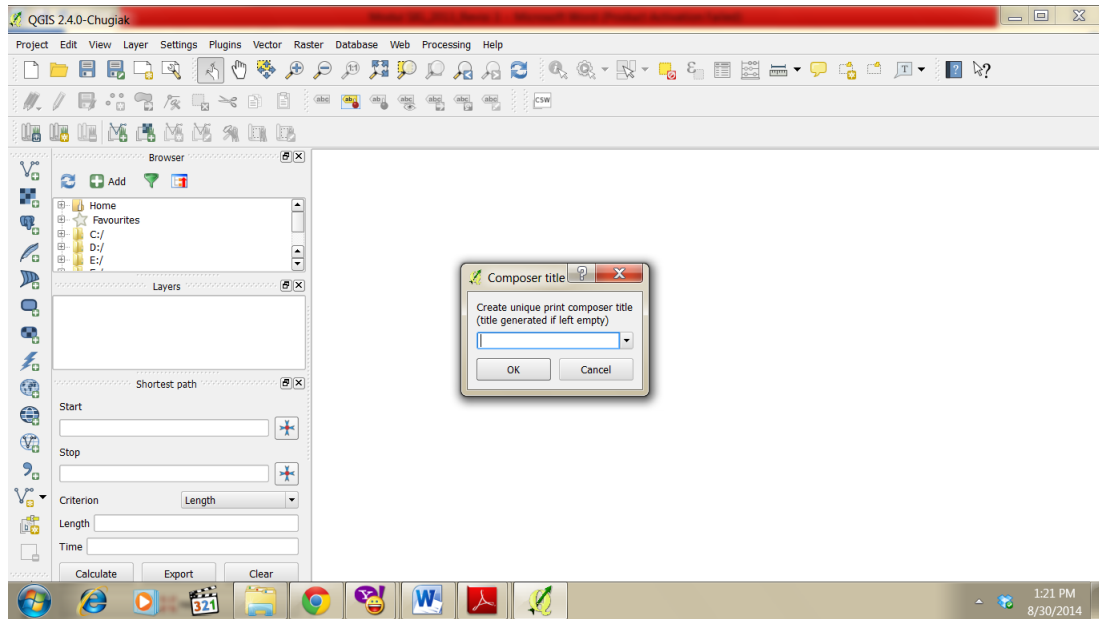 QGIS 2.4.0-Chugiak
Project Edit View Layer Settings Plugins Vector Raster Database Web Processing Help
CSW
Browser
Add
Home
Favourites
C:/
D:/
E:/
Layers
Shortest path
Start
Stop
Criterion Length
Length
Time
Calculate Export Clear
Composer title
Create unique print composer title
(title generated if left empty)
OK Cancel
321
1:21 PM
8/30/2014